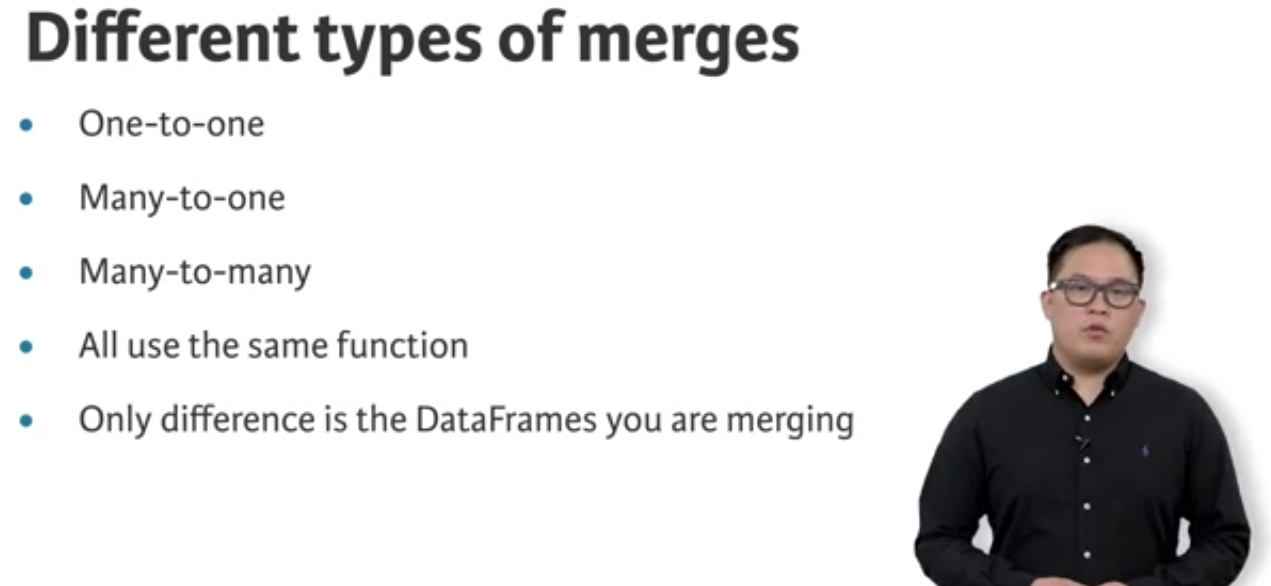 Different types of merges
One-to-one
Many-to-one
Many-to-many
All use the same function
Only difference is the DataFrames you are merging